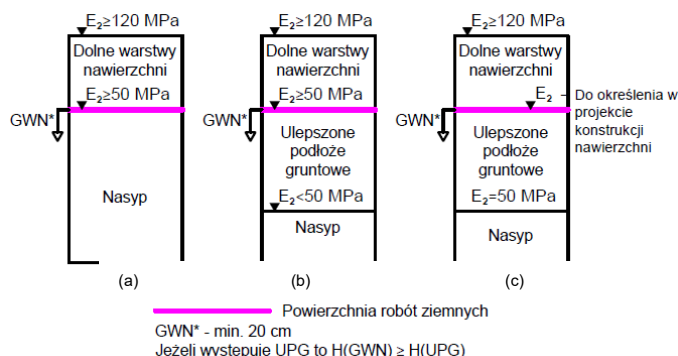 E₂≥120 MPa
Dolne warstwy
nawierzchni
E₂≥50 MPa
GWN*
Nasyp
(a)
E₂≥120 MPa
Dolne warstwy
nawierzchni
E₂≥50 MPa
GWN*
Ulepszone
podłoże
gruntowe
E₂<50 MPa
Nasyp
(b)
E₂≥120 MPa
Dolne warstwy
nawierzchni
E₂ – Do określenia w
projekcie
konstrukcji
nawierzchni
GWN*
Ulepszone
podłoże
gruntowe
E₂=50 MPa
Nasyp
(c)
Powierzchnia robót ziemnych
GWN* - min. 20 cm
Jeżeli występuje UPG to H(GWN) ≥ H(UPG)